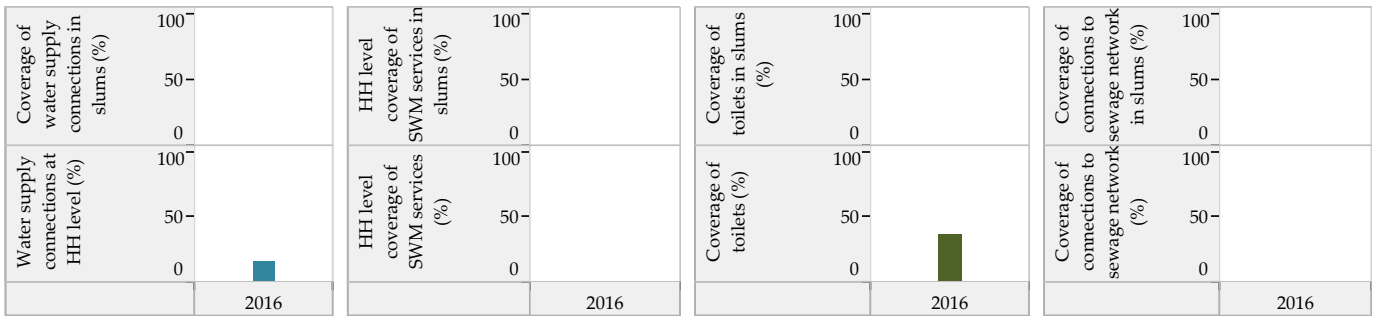 Coverage of
water supply
connections in
slums (%)
100
50
0
Water supply
connections at
HH level (%)
100
50
0
2016
HH level
coverage of
SWM services in
slums (%)
100
50
0
HH level
coverage of
SWM services
(%)
100
50
0
2016
Coverage of
toilets in slums
(%)
100
50
0
Coverage of
toilets (%)
100
50
0
2016
Coverage of
connections to
sewage network
in slums (%)
100
50
0
Coverage of
connections to
sewage network
(%)
100
50
0
2016